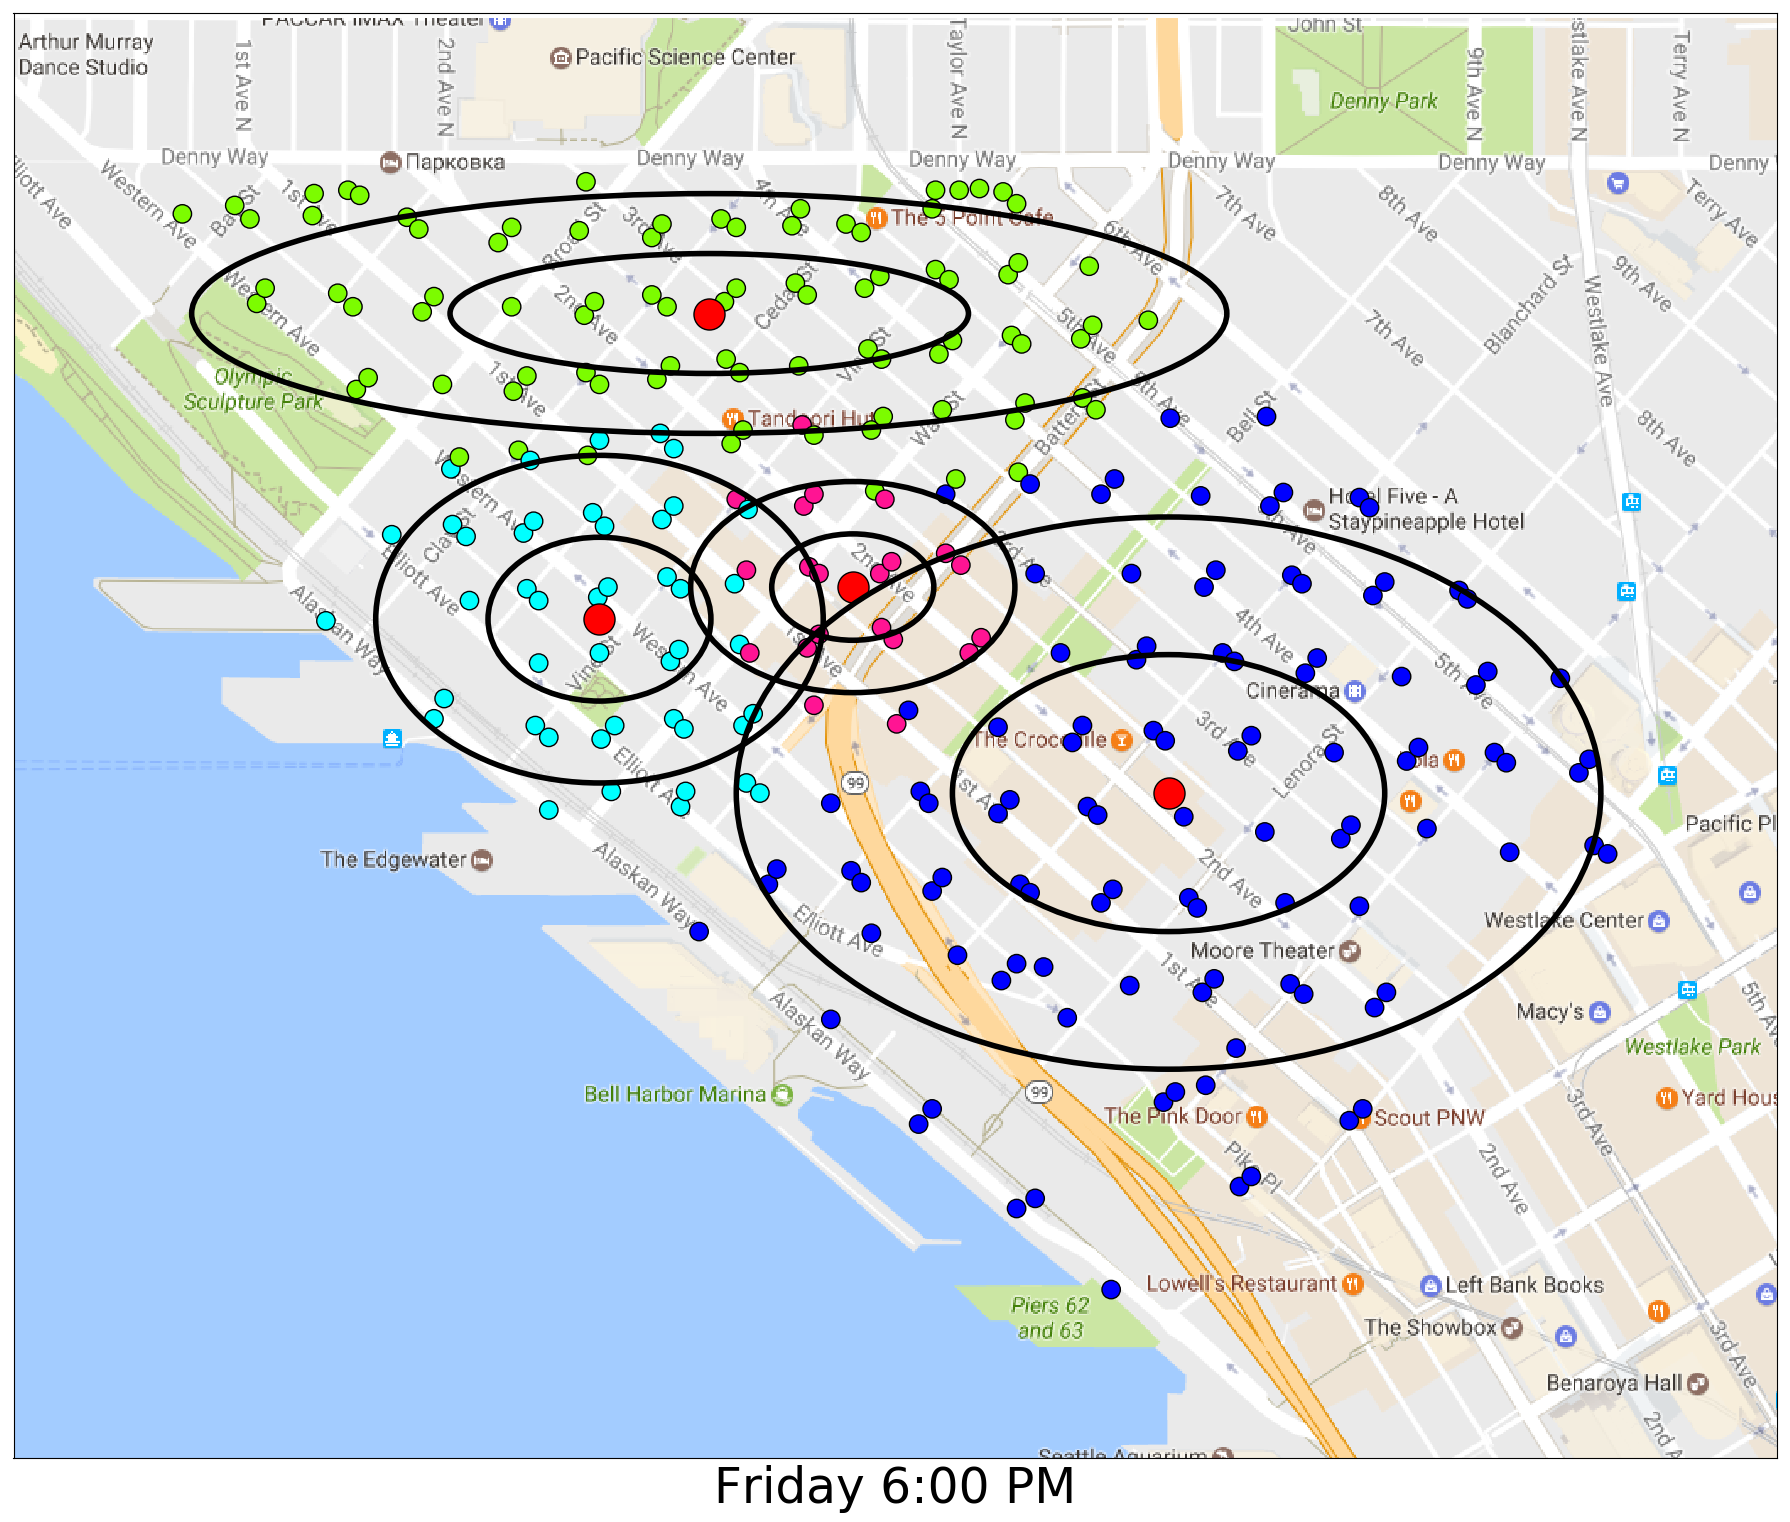 PACCAR IMAX Theater
John St
Arthur Murray
Dance Studio
1st Ave N
2nd Ave N
Pacific Science Center
Taylor Ave N
Denny Park
9th Ave N
Westlake Ave N
Terry Ave N
Denny Way
Парковка
Denny Way
Denny Way
Denny Way
Denny Way
Denny
Elliott Ave
Western Ave
Bay St
1st Ave
Broad St
3rd Ave
4th Ave
The 5 Point Cafe
6th Ave
7th Ave
8th Ave
Terry Ave
Western Ave
2nd Ave
Cedar St
5th Ave
Blanchard St
9th Ave
Westlake Ave
7th Ave
Olympic
Sculpture Park
1st Ave
Vine St
Tandoori Hut
Wall St
Battery St
5th Ave
Bell St
8th Ave
Western Ave
Clay St
Elliott Ave
Hotel Five - A
Staypineapple Hotel
6th Ave
2nd Ave
3rd Ave
4th Ave
5th Ave
Alaskan Way
Vine St
Western Ave
1st Ave
Cinerama
The Crocodile
3rd Ave
Lenora St
Lola
Elliott Ave
99
1st Ave
Pacific Pl
The Edgewater
Alaskan Way
Elliott Ave
2nd Ave
Westlake Center
Moore Theater
1st Ave
Macy's
5th Av
Westlake Park
Alaskan Way
Bell Harbor Marina
99
The Pink Door
Scout PNW
Yard Hous
3rd Ave
Pike Pl
2nd Ave
Lowell's Restaurant
Left Bank Books
Piers 62
and 63
The Showbox
3rd Ave
Benaroya Hall
2nd A
Seattle Aquarium
Friday 6:00 PM